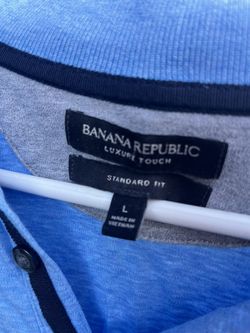 BANANA REPUBLIC
LUXURY TOUCH
STANDARD FIT
L
MADE IN
VIETNAM